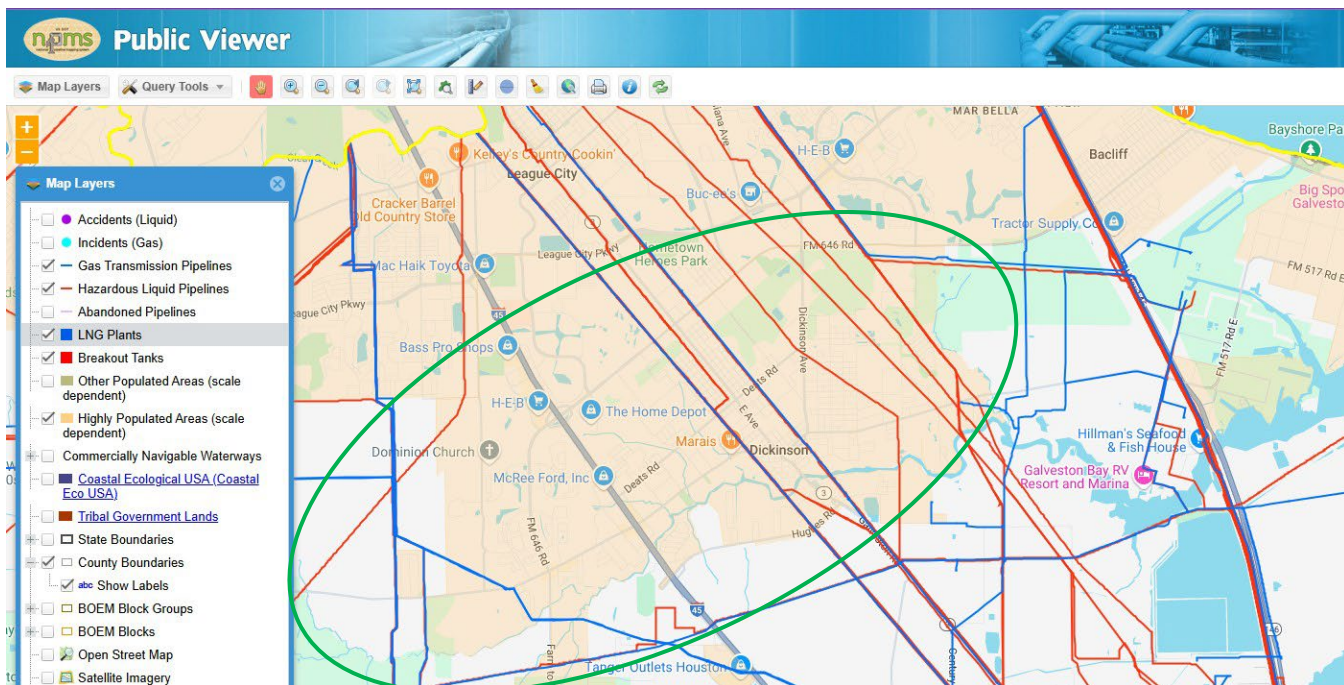 npms Public Viewer
Map Layers Query Tools
+
−
Map Layers
Accidents (Liquid)
Incidents (Gas)
Gas Transmission Pipelines
Hazardous Liquid Pipelines
Abandoned Pipelines
LNG Plants
Breakout Tanks
Other Populated Areas (scale
dependent)
Highly Populated Areas (scale
dependent)
Commercially Navigable Waterways
Coastal Ecological USA (Coastal
Eco USA)
Tribal Government Lands
State Boundaries
County Boundaries
abc Show Labels
BOEM Block Groups
BOEM Blocks
Open Street Map
Satellite Imagery
MAR BELLA
Bayshore Pa
Bacliff
H-E-B
Kelley's Country Cookin'
League City
Cracker Barrel
Old Country Store
Buc-ee's
Big Spo
Galvesto
Tractor Supply Co
3
League City Pkwy
Hometown
Heroes Park
FM 646 Rd
Mac Haik Toyota
FM 517 Rd E
ague City Pkwy
45
Dickinson Ave
Bass Pro Shops
FM 517 Rd E
Deats Rd
H-E-B
The Home Depot
E Ave
Marais
Dickinson
Hillman's Seafood
& Fish House
Dominion Church
McRee Ford, Inc
Deats Rd
Galveston Bay RV
Resort and Marina
3
FM 646 Rd
Hughes Rd
45
146
Tanger Outlets Houston
Century